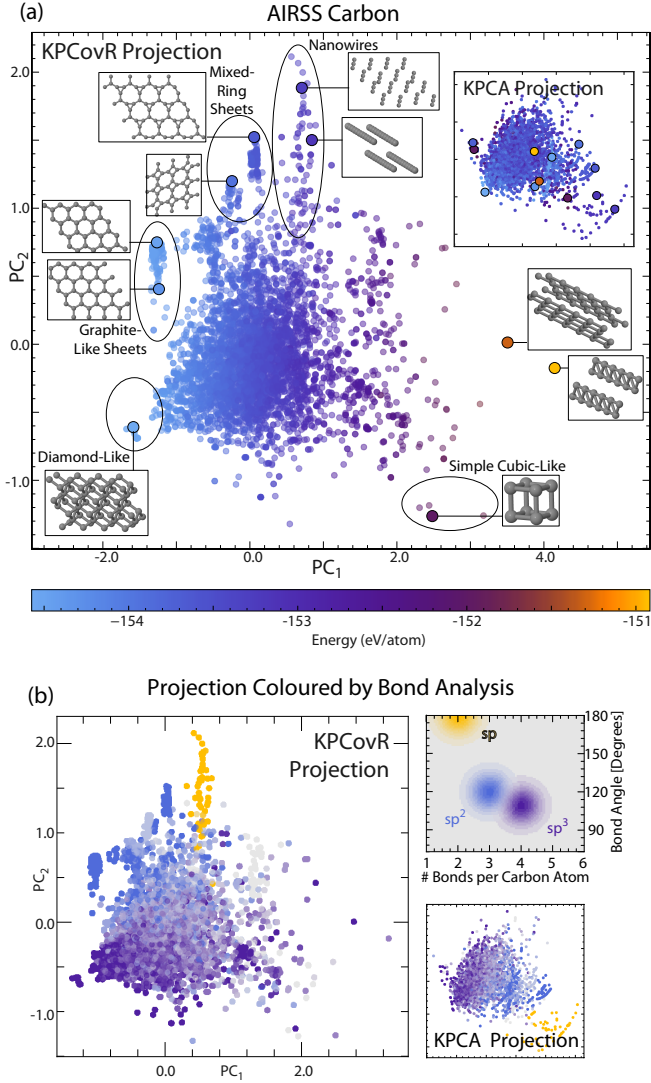 (a)
AIRSS Carbon
KPCovR Projection
Nanowires
Mixed-
Ring
Sheets
KPCA Projection
2.0
1.0
0.0
-1.0
PC2
Graphite-
Like Sheets
Diamond-Like
Simple Cubic-Like
-2.0
0.0
2.0
4.0
PC1
−154
-153
-152
-151
Energy (eV/atom)
(b)
Projection Coloured by Bond Analysis
KPCovR
Projection
2.0
1.0
0.0
-1.0
PC2
0.0
PC1
2.0
sp
sp2
sp3
180
150
120
90
Bond Angle [Degrees]
1
2
3
4
5
6
# Bonds per Carbon Atom
KPCA Projection